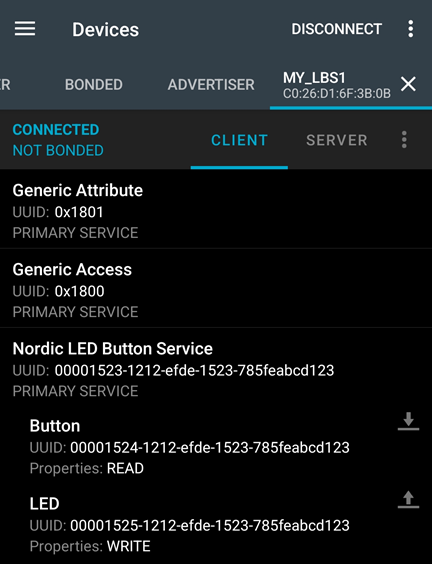 Devices
DISCONNECT
ER
BONDED
ADVERTISER
MY_LBS1
C0:26:D1:6F:3B:0B
CONNECTED
NOT BONDED
CLIENT
SERVER
Generic Attribute
UUID: 0x1801
PRIMARY SERVICE
Generic Access
UUID: 0x1800
PRIMARY SERVICE
Nordic LED Button Service
UUID: 00001523-1212-efde-1523-785feabcd123
PRIMARY SERVICE
Button
UUID: 00001524-1212-efde-1523-785feabcd123
Properties: READ
LED
UUID: 00001525-1212-efde-1523-785feabcd123
Properties: WRITE